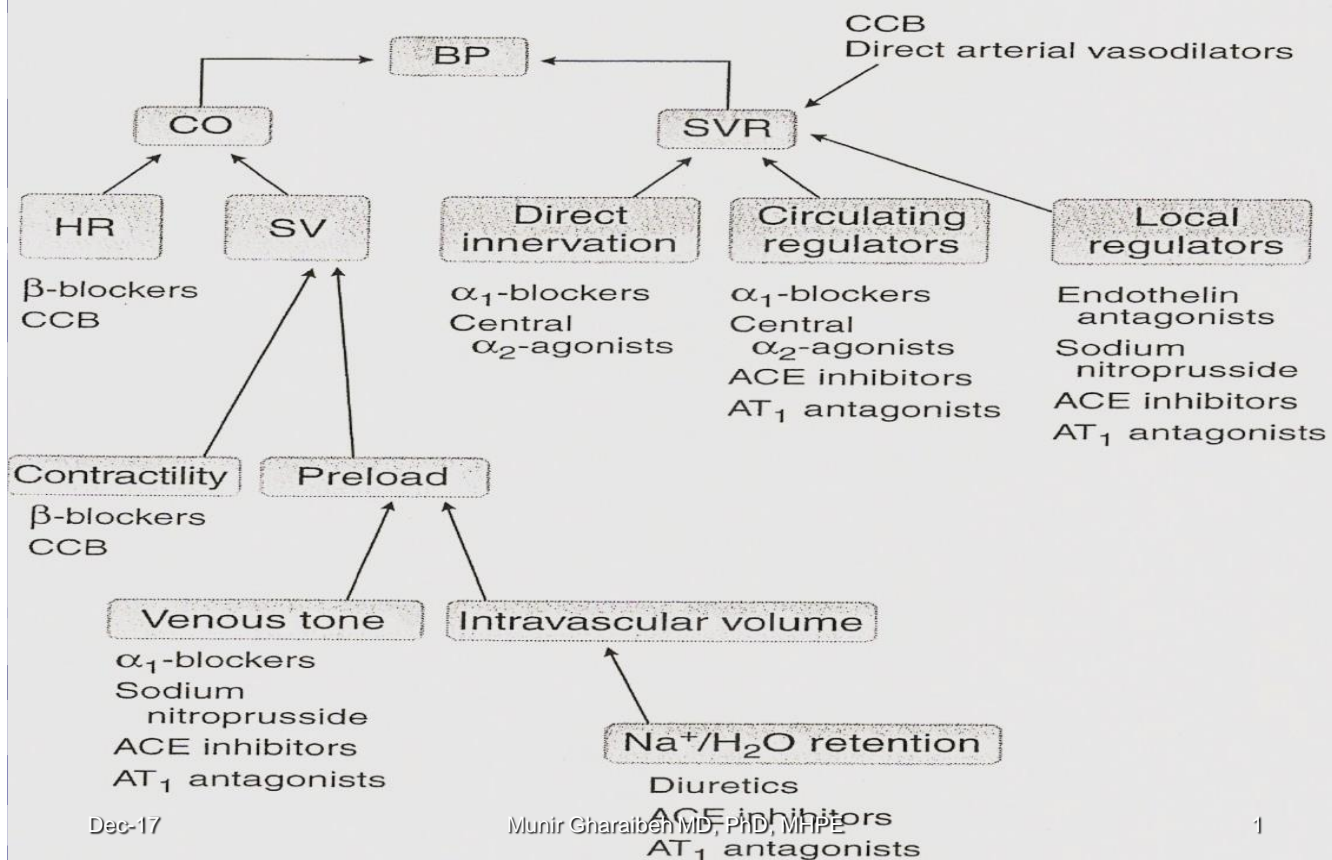 CCB
Direct arterial vasodilators
BP
CO
SVR
HR
SV
Direct
innervation
Circulating
regulators
Local
regulators
β-blockers
CCB
α₁-blockers
Central
α₂-agonists
α₁-blockers
Central
α₂-agonists
ACE inhibitors
AT₁ antagonists
Endothelin
antagonists
Sodium
nitroprusside
ACE inhibitors
AT₁ antagonists
Contractility
Preload
β-blockers
CCB
Venous tone
Intravascular volume
α₁-blockers
Sodium
nitroprusside
ACE inhibitors
AT₁ antagonists
Na⁺/H₂O retention
Diuretics
ACE inhibitors
AT₁ antagonists
Dec-17
Munir Gharaibeh MD, PhD, MHPE
1